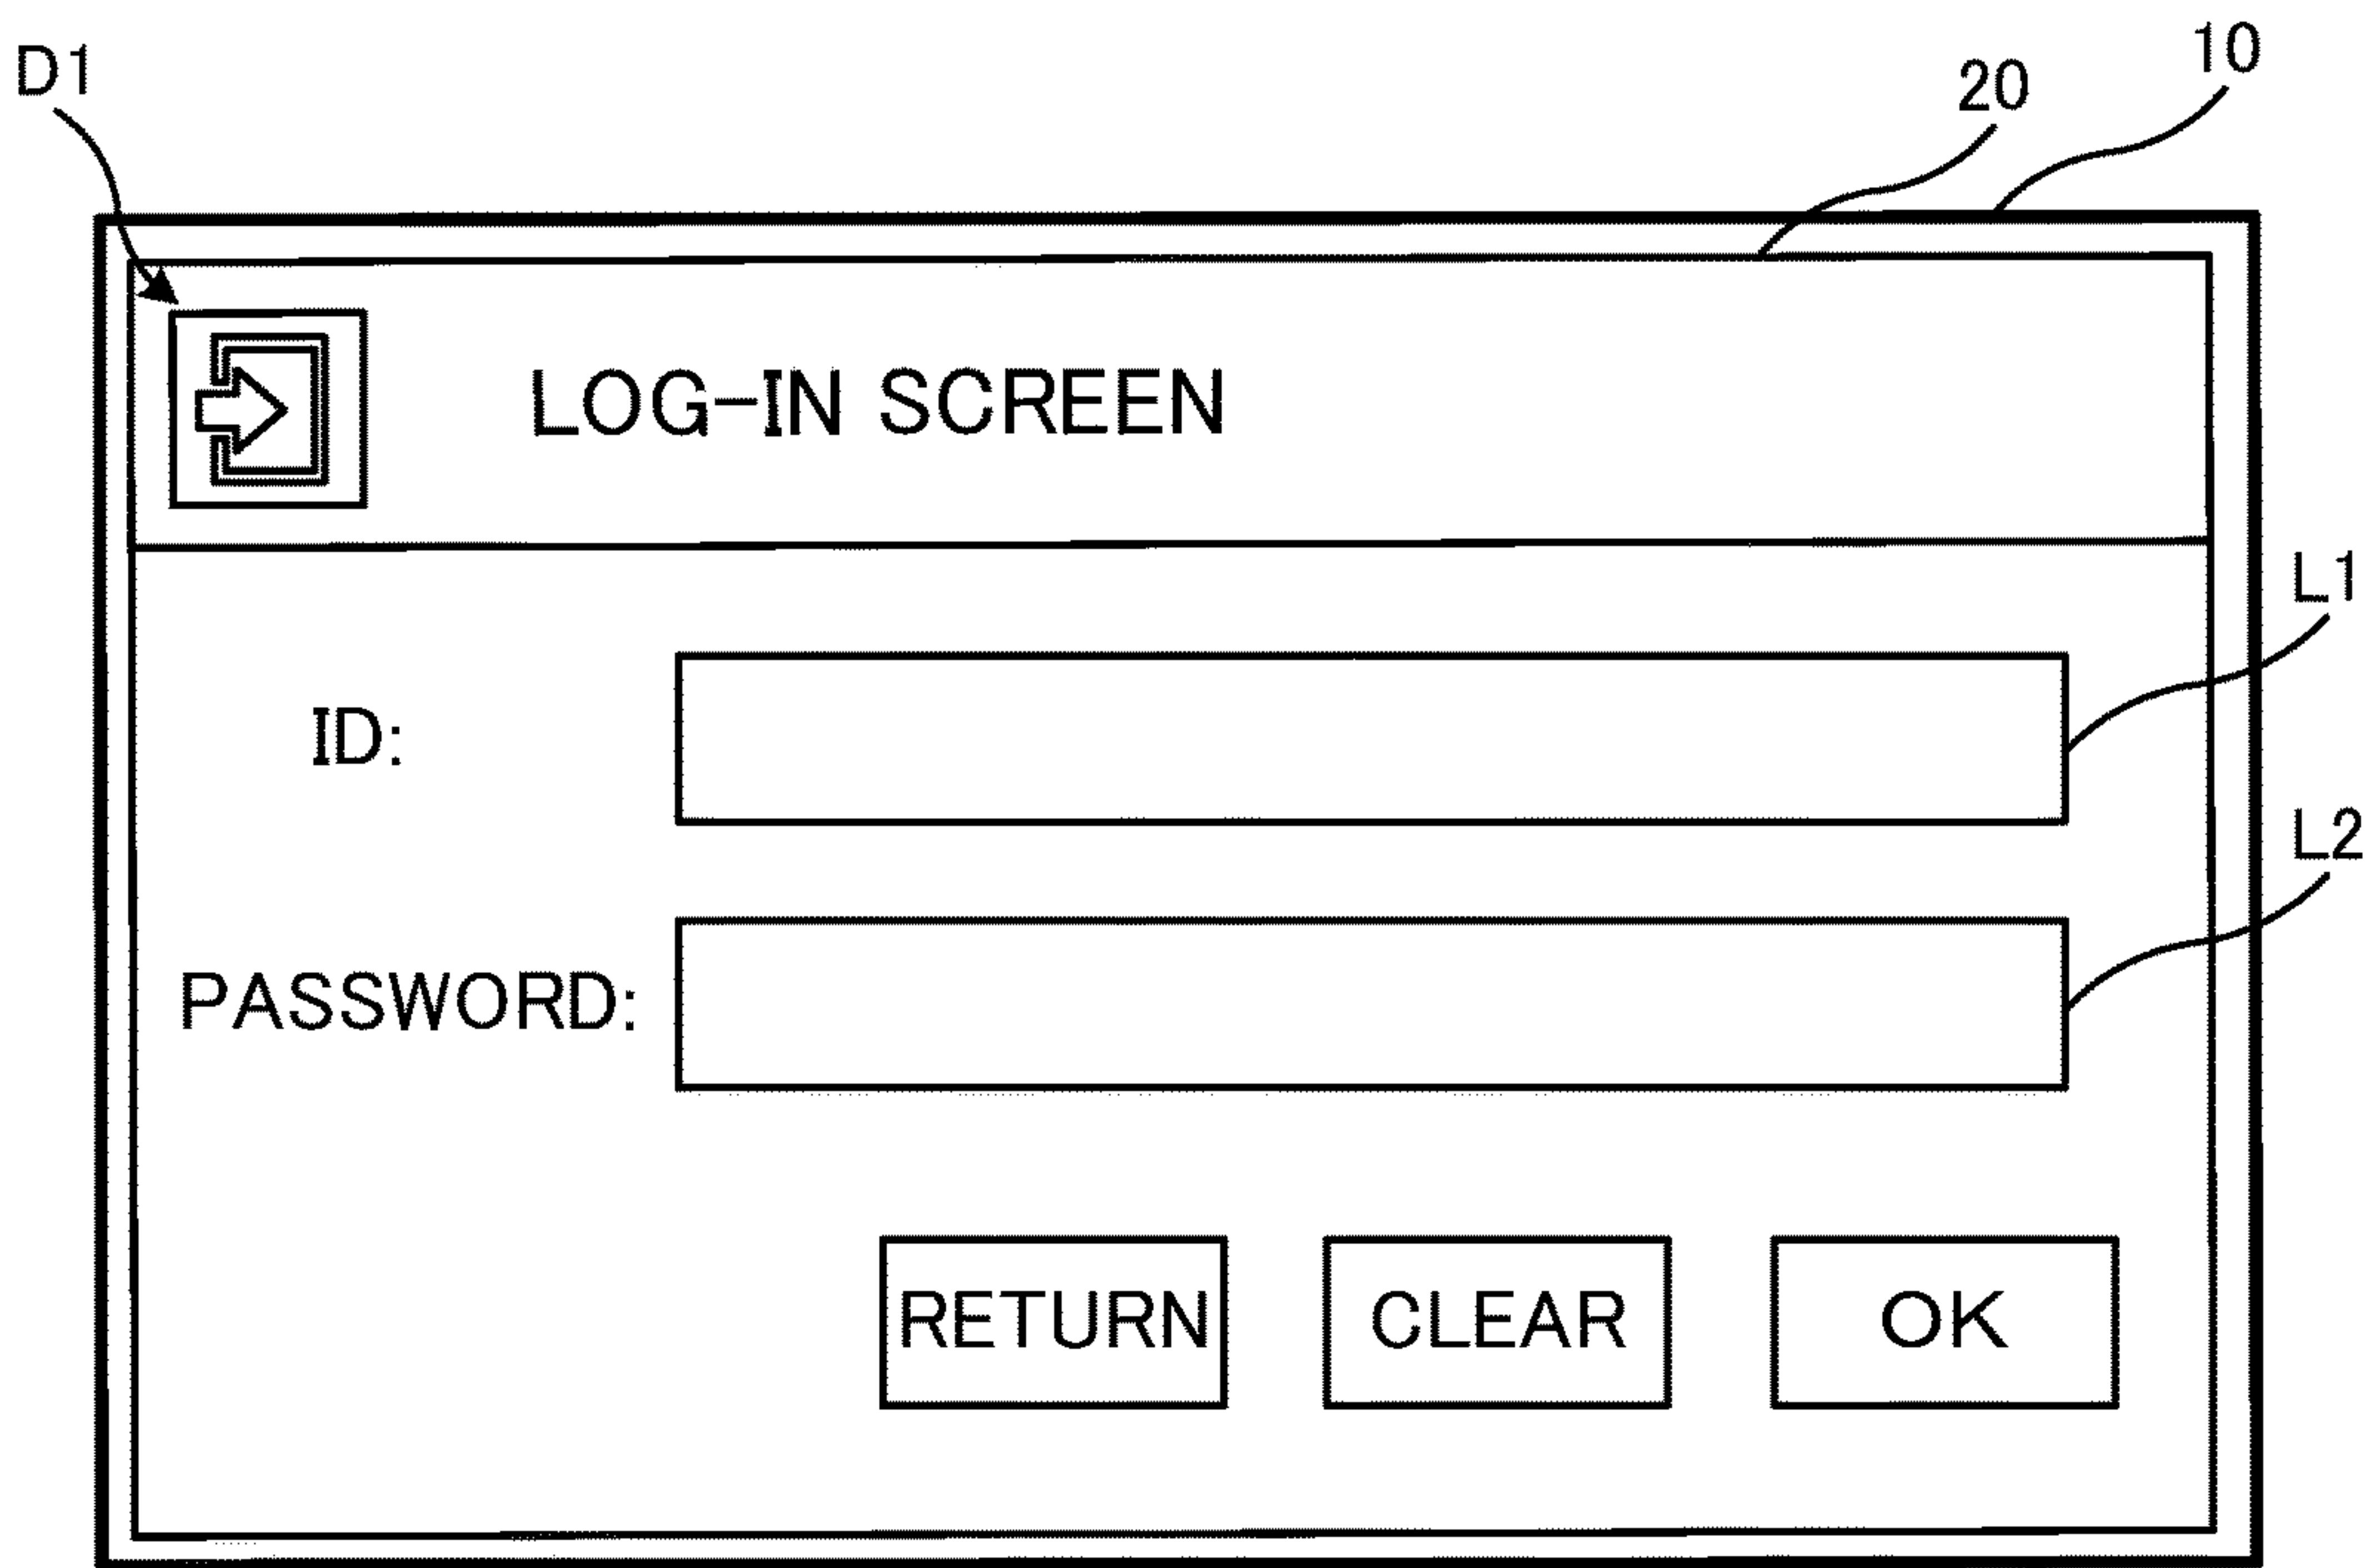 10
D1
20
LOG-IN SCREEN
L1
ID:
L2
PASSWORD:
RETURN CLEAR OK